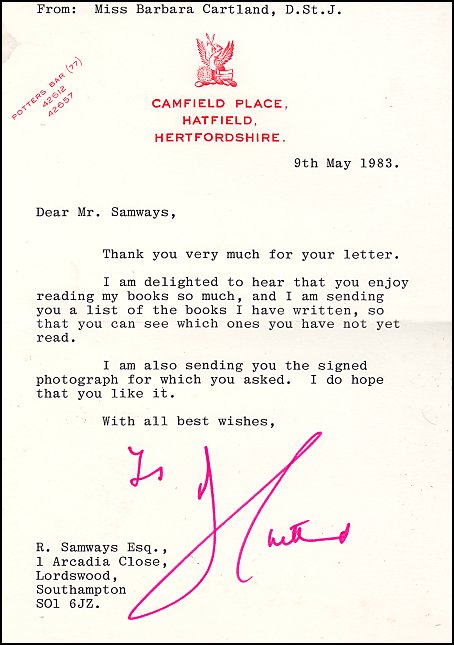 From:  Miss Barbara Cartland, D.St.J.
POTTERS BAR (77)
42612
42657
CAMFIELD PLACE,
HATFIELD,
HERTFORDSHIRE.
9th May 1983.
Dear Mr. Samways,
Thank you very much for your letter.
I am delighted to hear that you enjoy
reading my books so much, and I am sending
you a list of the books I have written, so
that you can see which ones you have not yet
read.
I am also sending you the signed
photograph for which you asked.  I do hope
that you like it.
With all best wishes,
R. Samways Esq.,
1 Arcadia Close,
Lordswood,
Southampton
SO1 6JZ.